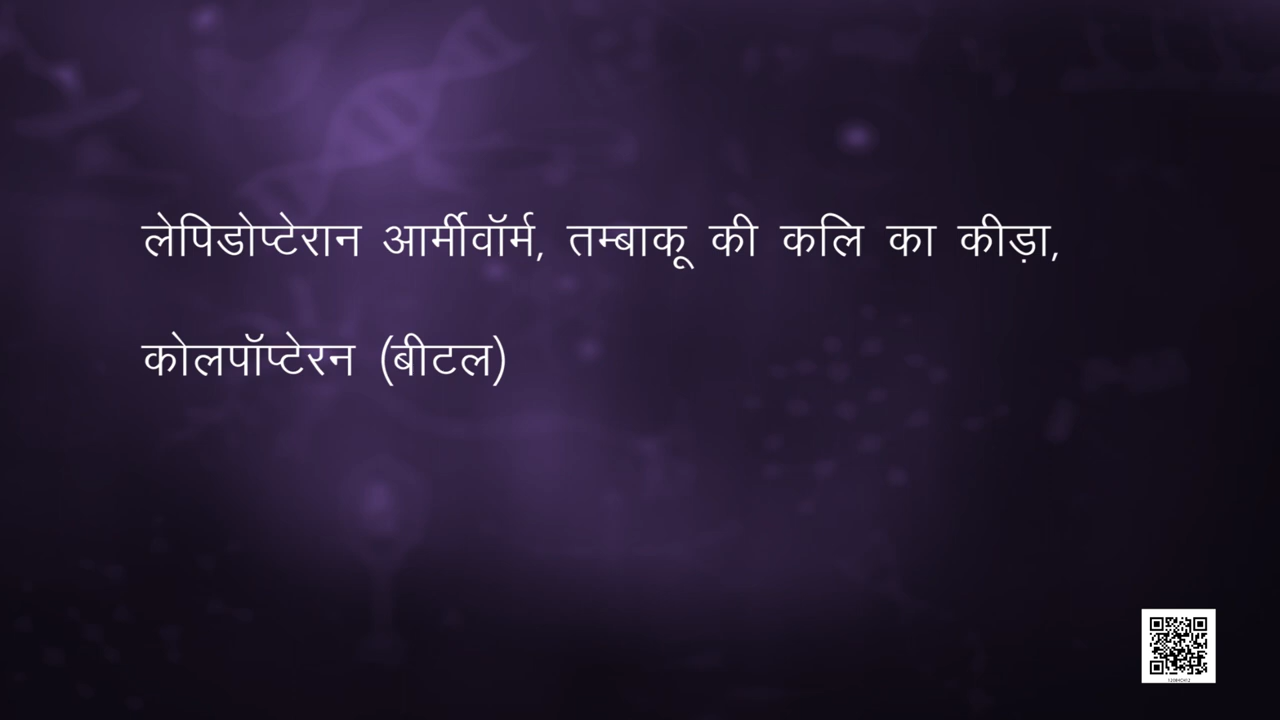 लेपिडोप्टेरान आर्मीवॉर्म, तम्बाकू की कलि का कीड़ा,
कोलपॉप्टेरन (बीटल)